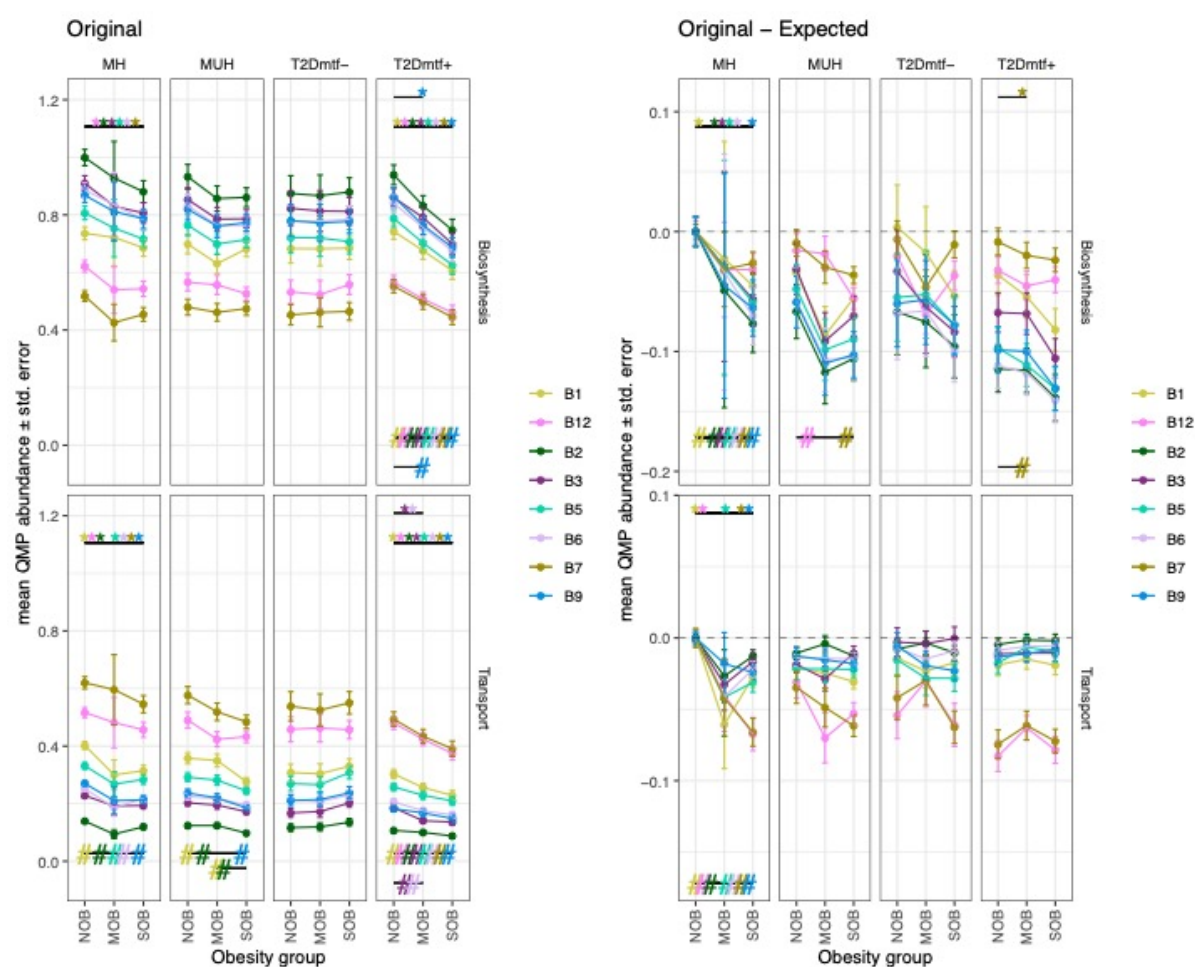 Original
MH MUH T2Dmtf− T2Dmtf+
mean QMP abundance ± std. error
1.2
0.8
0.4
0.0
Biosynthesis
1.2
0.8
0.4
0.0
Transport
NOB MOB SOB NOB MOB SOB NOB MOB SOB NOB MOB SOB
Obesity group
B1
B12
B2
B3
B5
B6
B7
B9
Original − Expected
MH MUH T2Dmtf− T2Dmtf+
mean QMP abundance ± std. error
0.1
0.0
−0.1
−0.2
Biosynthesis
0.1
0.0
−0.1
Transport
NOB MOB SOB NOB MOB SOB NOB MOB SOB NOB MOB SOB
Obesity group
B1
B12
B2
B3
B5
B6
B7
B9